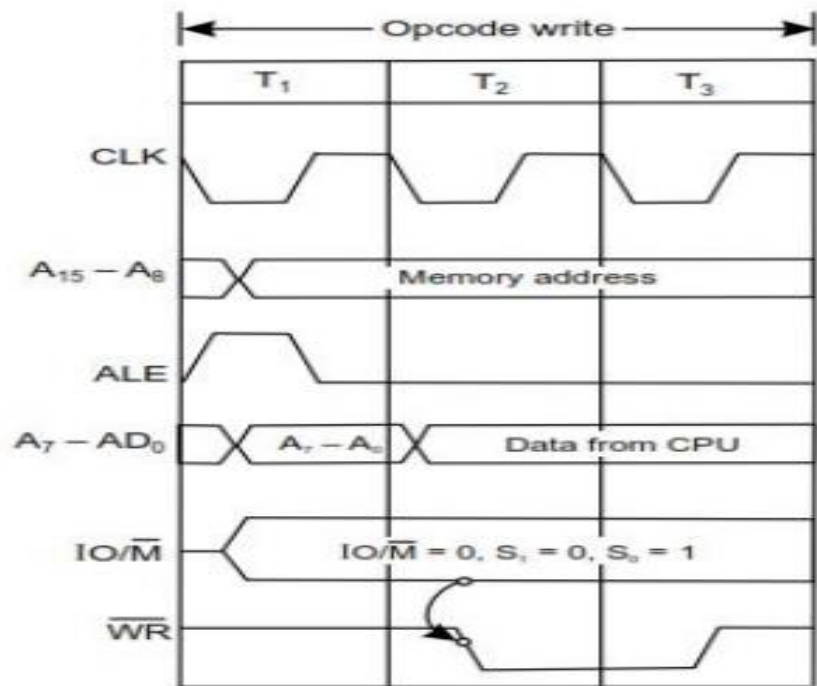 Opcode write
T₁ T₂ T₃
CLK
A₁₅ – A₈ Memory address
ALE
A₇ – AD₀ A₇ – A₀ Data from CPU
IO/M̅ IO/M̅ = 0, S₁ = 0, S₀ = 1
W̅R̅